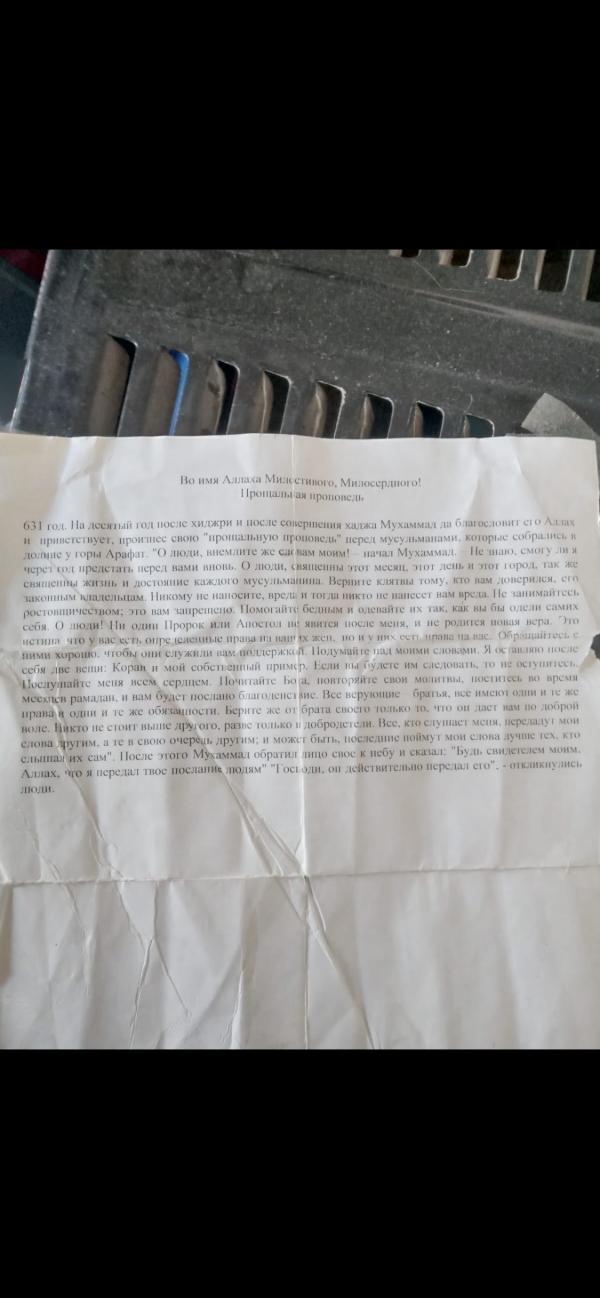 Во имя Аллаха Милостивого, Милосердного!
Прощальная проповедь
631 год. На десятый год после хиджри и после совершения хаджа Мухаммад да благословит его Аллах
и приветствует, произнес свою "прощальную проповедь" перед мусульманами, которые собрались в
долине у горы Арафат. "О люди, внемлите же словам моим! – начал Мухаммад. – Не знаю, смогу ли я
через год предстать перед вами вновь. О люди, священны этот месяц, этот день и этот город, так же
священны жизнь и достояние каждого мусульманина. Верните клятвы тому, кто вам доверился, его
законным владельцам. Никому не наносите, вреда и тогда никто не нанесет вам вреда. Не занимайтесь
ростовщичеством; это вам запрещено. Помогайте бедным и одевайте их так, как вы бы одели самих
себя. О люди! Ни один Пророк или Апостол не явится после меня, и не родится новая вера. Это
истина, что у вас есть определенные права на ваших жен, но и у них есть права на вас. Обращайтесь с
ними хорошо, чтобы они служили вам поддержкой. Подумайте над моими словами. Я оставляю после
себя две вещи: Коран и мой собственный пример. Если вы будете им следовать, то не оступитесь.
Послушайте меня всем сердцем. Почитайте Бога, повторяйте свои молитвы, поститесь во время
месяцев рамадан, и вам будет послано благоденствие. Все верующие братья, все имеют одни и те же
права и одни и те же обязанности. Берите же от брата своего только то, что он дает вам по доброй
воле. Никто не стоит выше другого, разве только в добродетели. Все, кто слушает меня, передадут мои
слова другим, а те в свою очередь другим; и может быть, последние поймут мои слова лучше тех, кто
слышал их сам". После этого Мухаммад обратил лицо свое к небу и сказал: "Будь свидетелем моим,
Аллах, что я передал твое послание людям" "Господи, он действительно передал его", - откликнулись
люди.